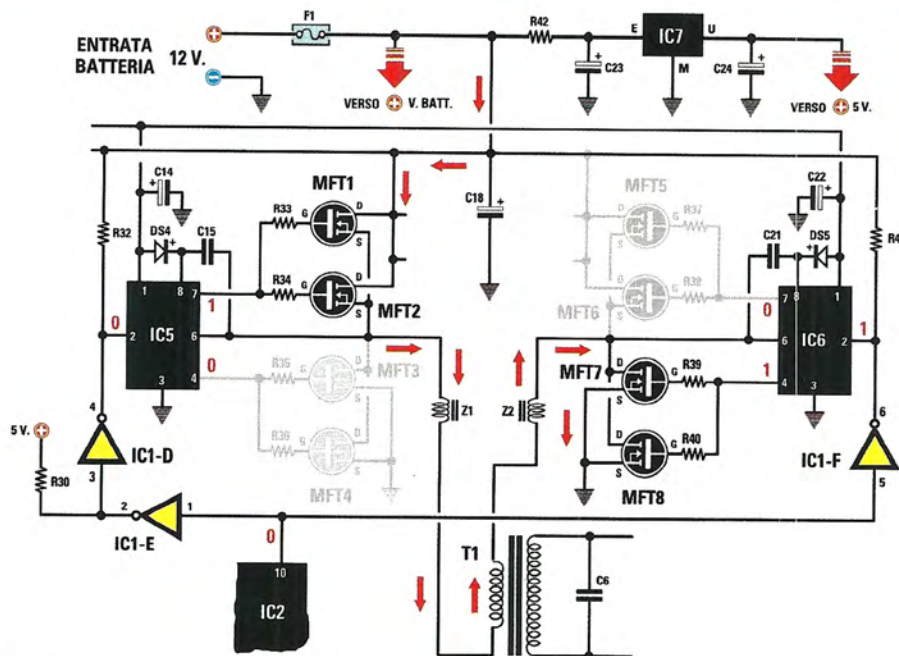 F1
R42
E IC7 U
M
C23
C24
ENTRATA
BATTERIA
12 V.
VERSO + V. BATT.
VERSO + 5 V.
C14
MFT1
MFT5
C22
R33
G
D
S
C18
D
S
G
R37
R32
DS4
C15
C21
DS5
R4
R34
G
D
S
MFT2
D
S
G
R38
MFT6
1
8
7
1
IC5
0
2
6
0
4
3
7
0
8
1
IC6
6
2
1
1
4
3
R35
G
D
S
MFT3
MFT7
D
S
G
R39
R36
G
D
S
MFT4
D
S
G
R40
MFT8
Z1
Z2
4
IC1-D
3
5 V.
R30
2
1
IC1-E
6
IC1-F
5
0
10
IC2
T1
C6